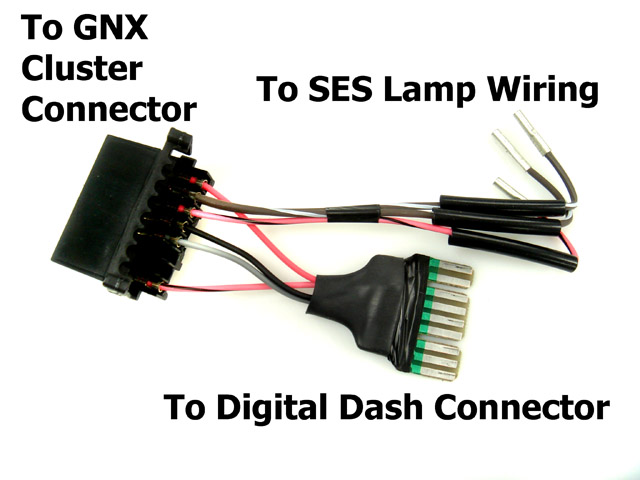 To GNX
Cluster
Connector
To SES Lamp Wiring
To Digital Dash Connector